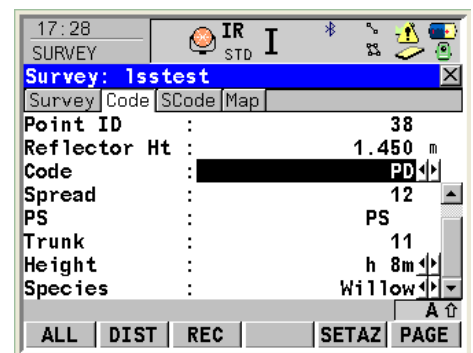 17:28
SURVEY
IR
STD
I
Survey: 1sstest
Survey Code SCode Map
Point ID : 38
Reflector Ht : 1.450 m
Code : PD
Spread : 12
PS : PS
Trunk : 11
Height : h 8m
Species : Willow
A
ALL DIST REC SETAZ PAGE